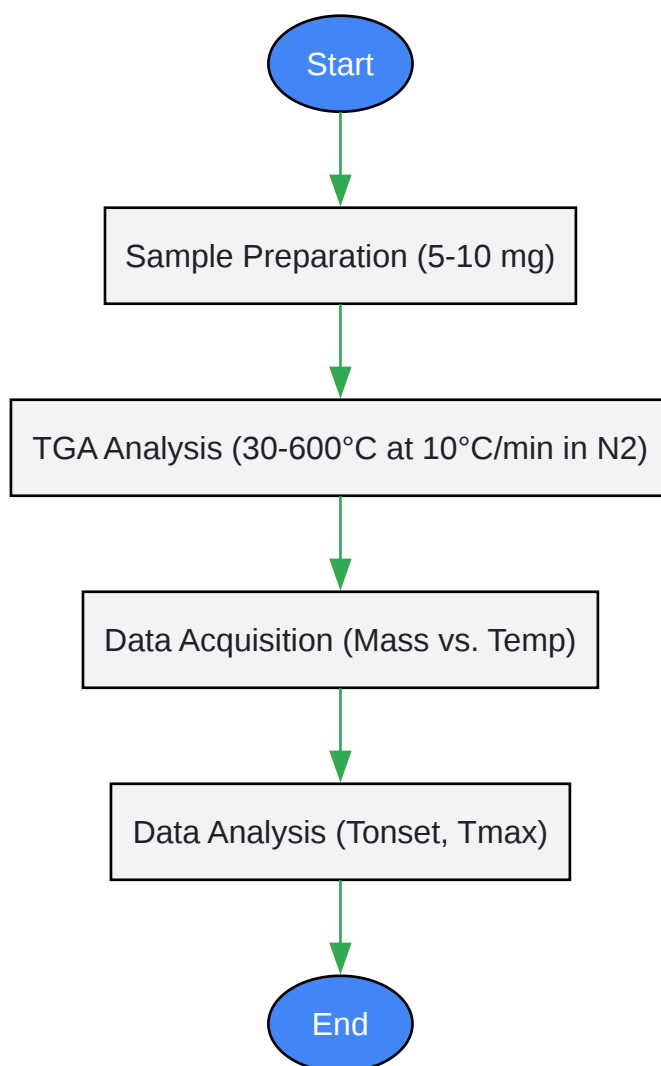 Start
Sample Preparation (5-10 mg)
TGA Analysis (30-600°C at 10°C/min in N2)
Data Acquisition (Mass vs. Temp)
Data Analysis (Tonset, Tmax)
End